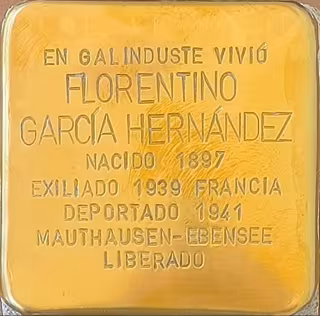 EN GALINDUSTE VIVIÓ
FLORENTINO
GARCÍA HERNÁNDEZ
NACIDO 1897
EXILIADO 1939 FRANCIA
DEPORTADO 1941
MAUTHAUSEN-EBENSEE
LIBERADO